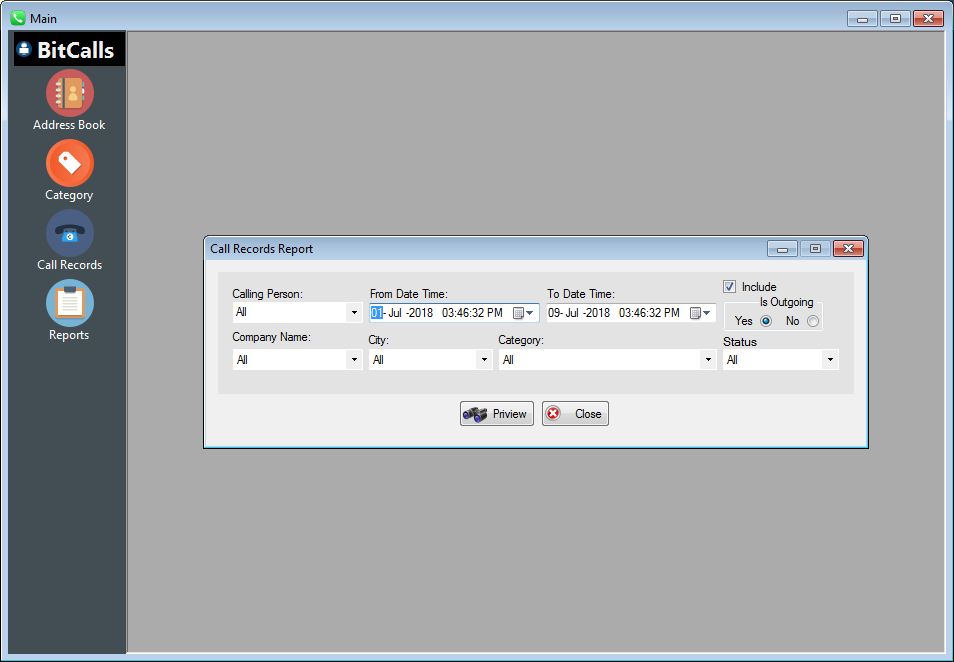 Main
BitCalls
Address Book
Category
Call Records
Reports
Call Records Report
Calling Person:
From Date Time:
To Date Time:
Include
All
01- Jul -2018 03:46:32 PM
09- Jul -2018 03:46:32 PM
Is Outgoing
Yes
No
Company Name:
City:
Category:
Status
All
All
All
All
Priview
Close